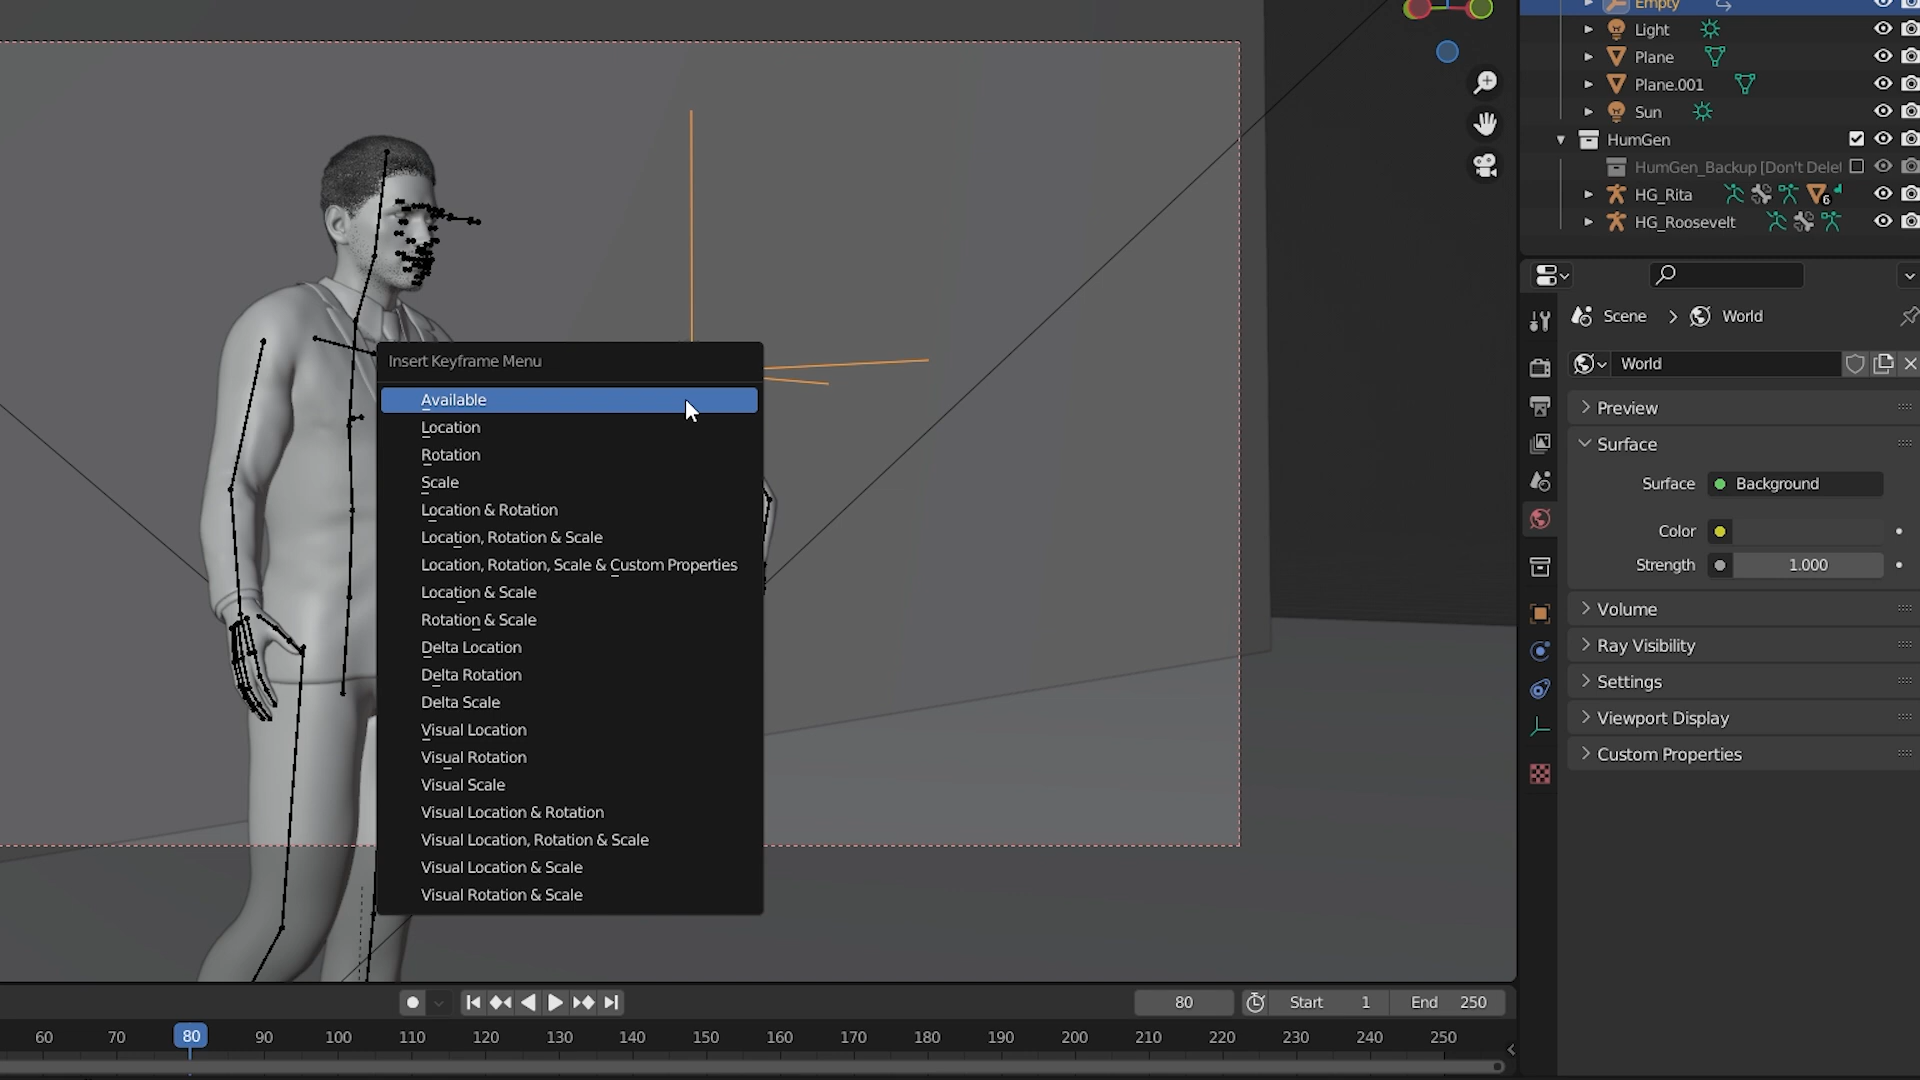 Empty
Light
Plane
Plane.001
Sun
HumGen
HumGen_Backup [Don't Delet
HG_Rita
6
HG_Roosevelt
Scene
World
World
Preview
Surface
Surface
Background
Color
Strength
1.000
Volume
Ray Visibility
Settings
Viewport Display
Custom Properties
Insert Keyframe Menu
Available
Location
Rotation
Scale
Location & Rotation
Location, Rotation & Scale
Location, Rotation, Scale & Custom Properties
Location & Scale
Rotation & Scale
Delta Location
Delta Rotation
Delta Scale
Visual Location
Visual Rotation
Visual Scale
Visual Location & Rotation
Visual Location, Rotation & Scale
Visual Location & Scale
Visual Rotation & Scale
80 Start 1 End 250
60 70 80 90 100 110 120 130 140 150 160 170 180 190 200 210 220 230 240 250